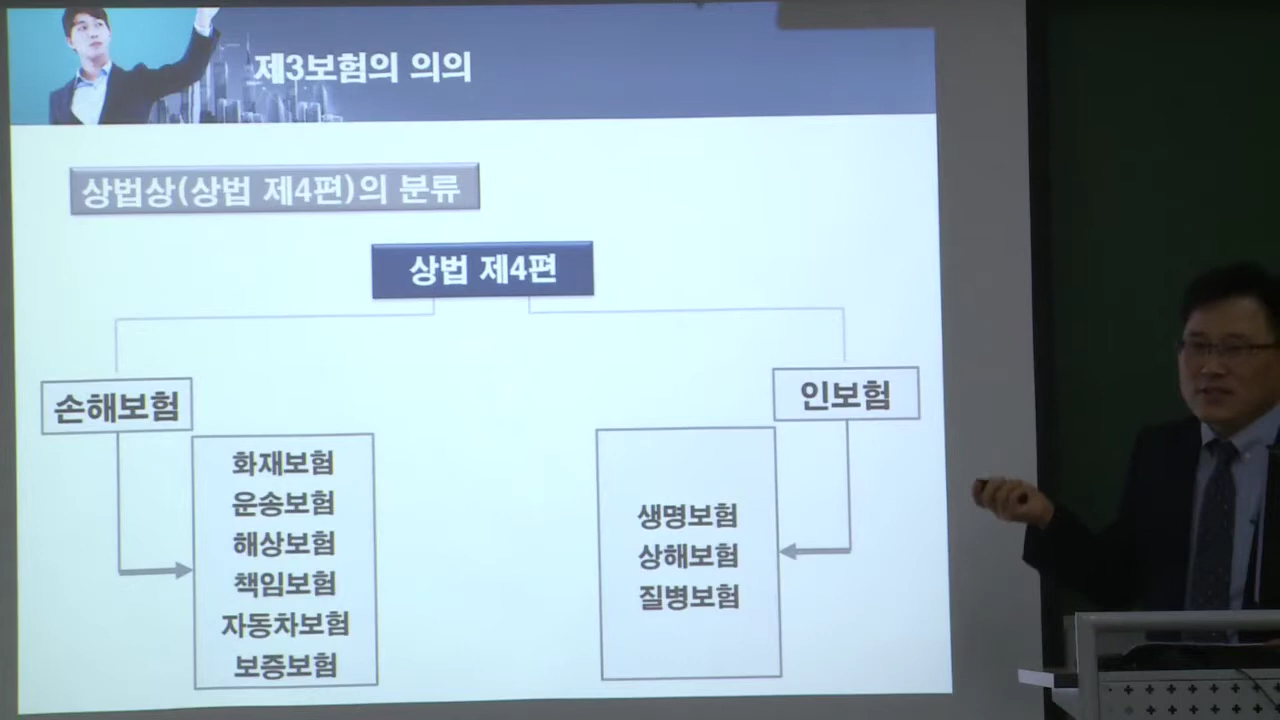 제3보험의 의의
상법상(상법 제4편)의 분류
상법 제4편
손해보험
화재보험
운송보험
해상보험
책임보험
자동차보험
보증보험
인보험
생명보험
상해보험
질병보험